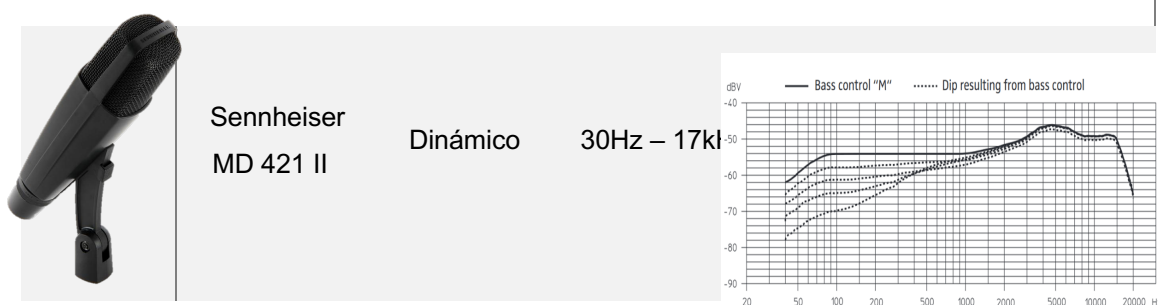 dBV
Bass control "M"
Dip resulting from bass control
-40
Sennheiser
MD 421 II
Dinámico
30Hz – 17k
-50
-60
-70
-80
-90
20 50 100 200 500 1000 2000 5000 10000 20000 H